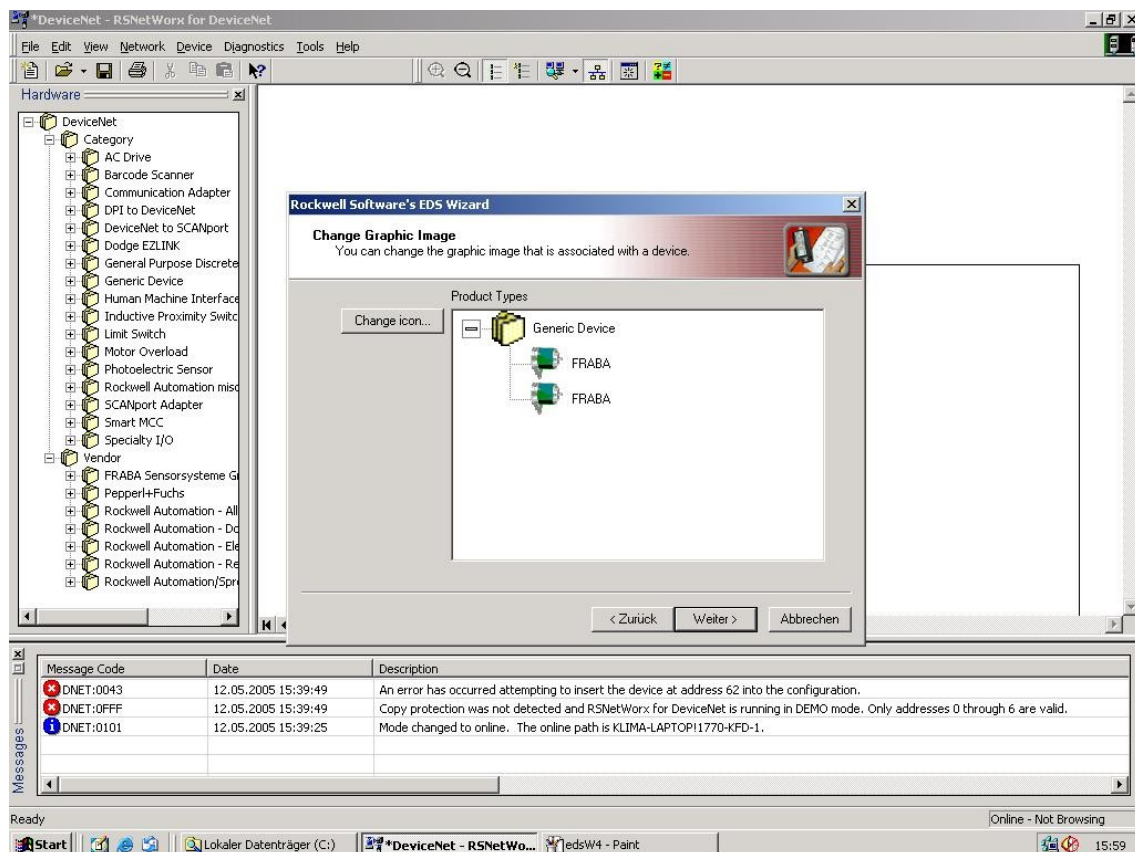 *DeviceNet - RSNetWorx for DeviceNet
File Edit View Network Device Diagnostics Tools Help
Hardware
DeviceNet
Category
AC Drive
Barcode Scanner
Communication Adapter
DPI to DeviceNet
DeviceNet to SCANport
Dodge EZLINK
General Purpose Discrete
Generic Device
Human Machine Interface
Inductive Proximity Switc
Limit Switch
Motor Overload
Photoelectric Sensor
Rockwell Automation misc
SCANport Adapter
Smart MCC
Specialty I/O
Vendor
FRABA Sensorsysteme G
Pepperl+Fuchs
Rockwell Automation - All
Rockwell Automation - Do
Rockwell Automation - Ele
Rockwell Automation - Re
Rockwell Automation/Spr
Rockwell Software's EDS Wizard
Change Graphic Image
You can change the graphic image that is associated with a device.
Product Types
Change icon...
Generic Device
FRABA
FRABA
< Zurück Weiter > Abbrechen
Messages
Message Code Date Description
DNET:0043 12.05.2005 15:39:49 An error has occurred attempting to insert the device at address 62 into the configuration.
DNET:0FFF 12.05.2005 15:39:49 Copy protection was not detected and RSNetWorx for DeviceNet is running in DEMO mode. Only addresses 0 through 6 are valid.
DNET:0101 12.05.2005 15:39:25 Mode changed to online. The online path is KLIMA-LAPTOP!1770-KFD-1.
Ready Online - Not Browsing
Start Lokaler Datenträger (C:) *DeviceNet - RSNetWo... edsW4 - Paint 15:59